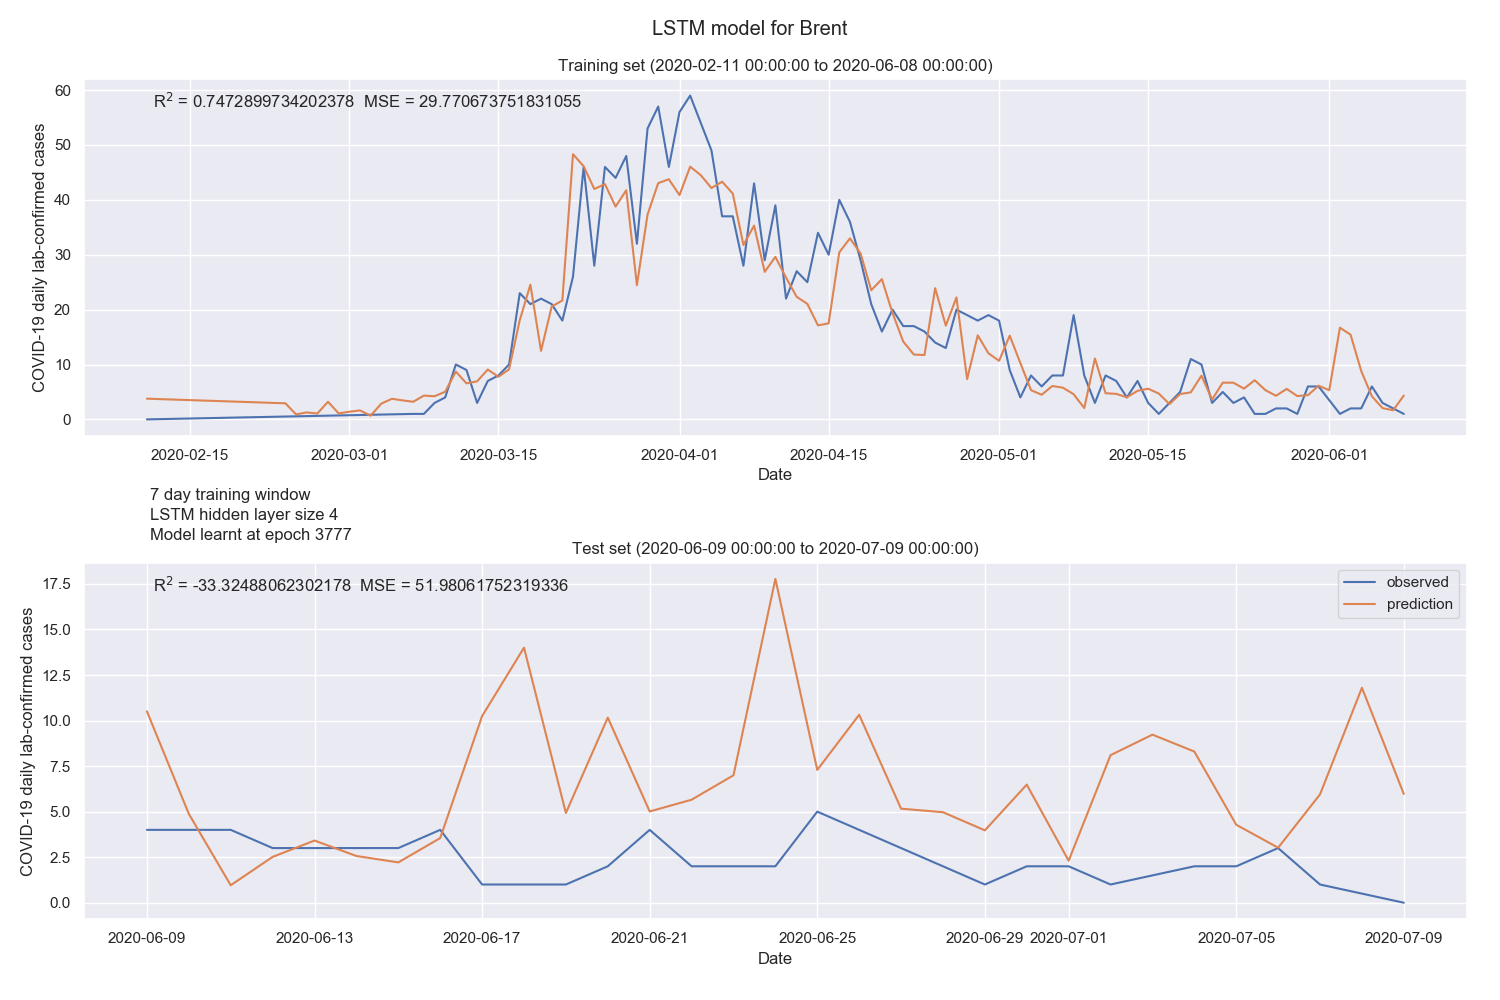 LSTM model for Brent
Training set (2020-02-11 00:00:00 to 2020-06-08 00:00:00)
R² = 0.7472899734202378  MSE = 29.770673751831055
COVID-19 daily lab-confirmed cases
60
50
40
30
20
10
0
2020-02-15 2020-03-01 2020-03-15 2020-04-01 2020-04-15 2020-05-01 2020-05-15 2020-06-01
Date
7 day training window
LSTM hidden layer size 4
Model learnt at epoch 3777
Test set (2020-06-09 00:00:00 to 2020-07-09 00:00:00)
R² = -33.32488062302178  MSE = 51.98061752319336
observed
prediction
COVID-19 daily lab-confirmed cases
17.5
15.0
12.5
10.0
7.5
5.0
2.5
0.0
2020-06-09 2020-06-13 2020-06-17 2020-06-21 2020-06-25 2020-06-29 2020-07-01 2020-07-05 2020-07-09
Date